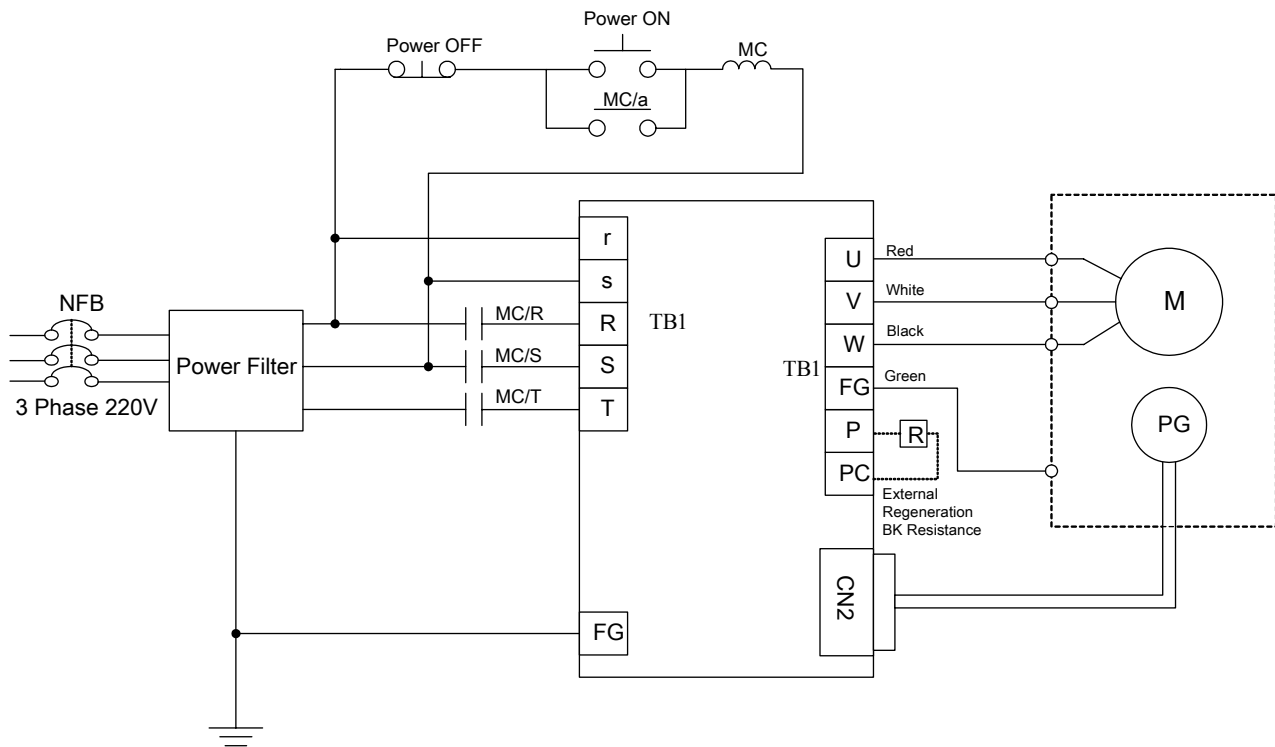 Power ON
Power OFF
MC
MC/a
r
s
R
S
T
TB1
MC/R
MC/S
MC/T
NFB
3 Phase 220V
Power Filter
FG
TB1
U
V
W
FG
P
PC
Red
White
Black
Green
R
External
Regeneration
BK Resistance
CN2
M
PG